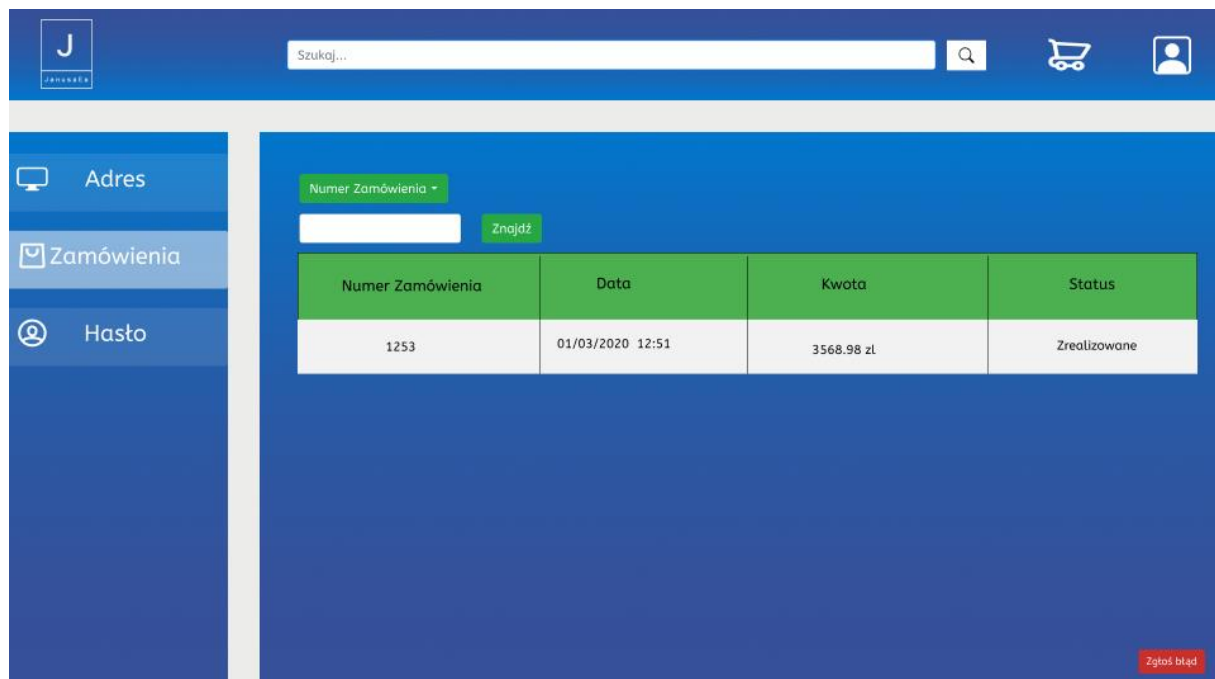 J
Szukaj...
Adres
Zamówienia
Hasło
Numer Zamówienia
Znajdź
Numer Zamówienia Data Kwota Status
1253 01/03/2020 12:51 3568.98 zl Zrealizowane
Zgłoś błąd